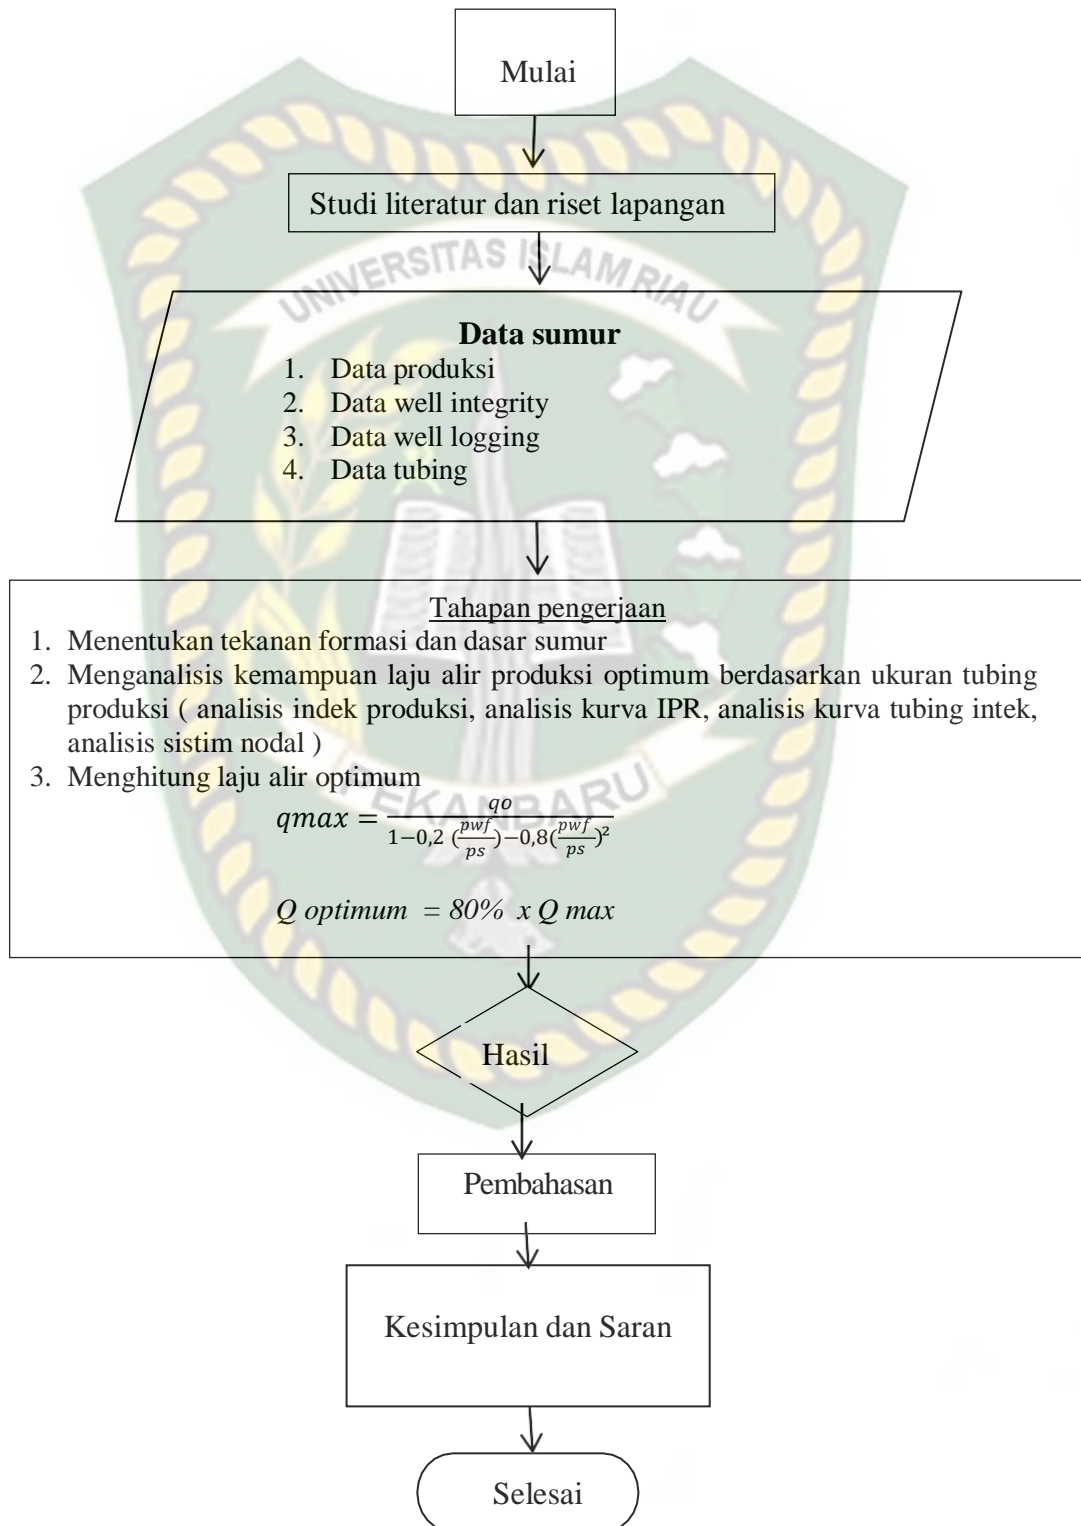 Mulai
Studi literatur dan riset lapangan
UNIVERSITAS ISLAM RIAU
Data sumur
1. Data produksi
2. Data well integrity
3. Data well logging
4. Data tubing
Tahapan pengerjaan
1. Menentukan tekanan formasi dan dasar sumur
2. Menganalisis kemampuan laju alir produksi optimum berdasarkan ukuran tubing
produksi ( analisis indek produksi, analisis kurva IPR, analisis kurva tubing intek,
analisis sistim nodal )
3. Menghitung laju alir optimum
PEKANBARU
qmax = qo / 1−0,2 (pwf/ps)−0,8(pwf/ps)²
Q optimum = 80% x Q max
Hasil
Pembahasan
Kesimpulan dan Saran
Selesai